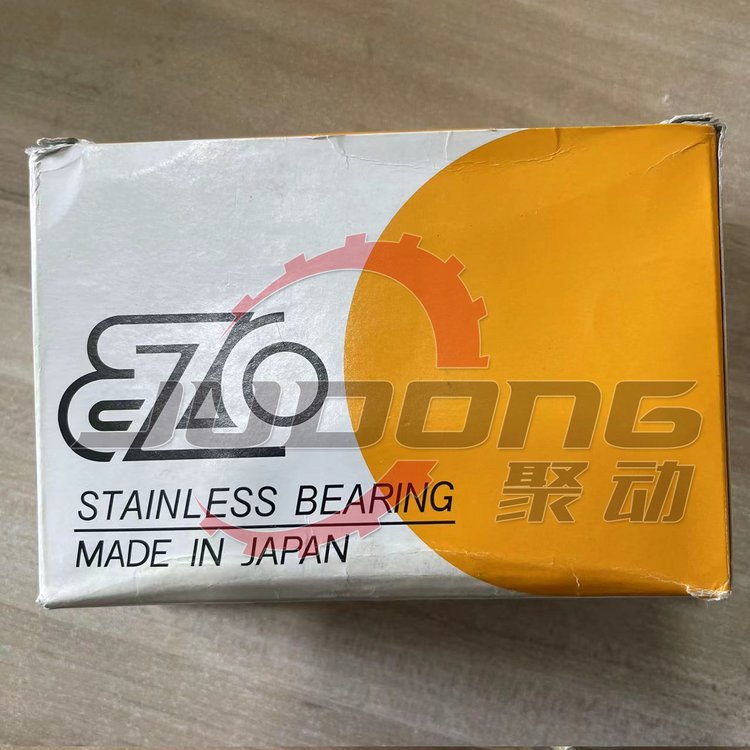 EZO
JUDONG
聚动
STAINLESS BEARING
MADE IN JAPAN